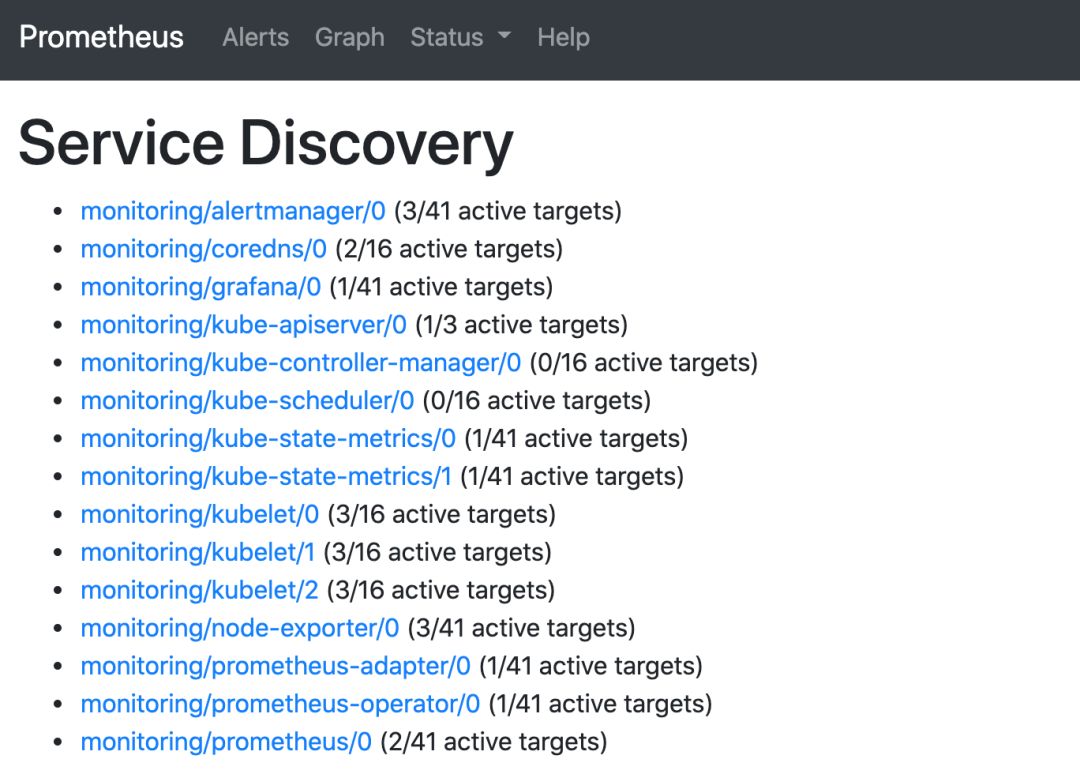 Prometheus Alerts Graph Status Help
Service Discovery
monitoring/alertmanager/0 (3/41 active targets)
monitoring/coredns/0 (2/16 active targets)
monitoring/grafana/0 (1/41 active targets)
monitoring/kube-apiserver/0 (1/3 active targets)
monitoring/kube-controller-manager/0 (0/16 active targets)
monitoring/kube-scheduler/0 (0/16 active targets)
monitoring/kube-state-metrics/0 (1/41 active targets)
monitoring/kube-state-metrics/1 (1/41 active targets)
monitoring/kubelet/0 (3/16 active targets)
monitoring/kubelet/1 (3/16 active targets)
monitoring/kubelet/2 (3/16 active targets)
monitoring/node-exporter/0 (3/41 active targets)
monitoring/prometheus-adapter/0 (1/41 active targets)
monitoring/prometheus-operator/0 (1/41 active targets)
monitoring/prometheus/0 (2/41 active targets)